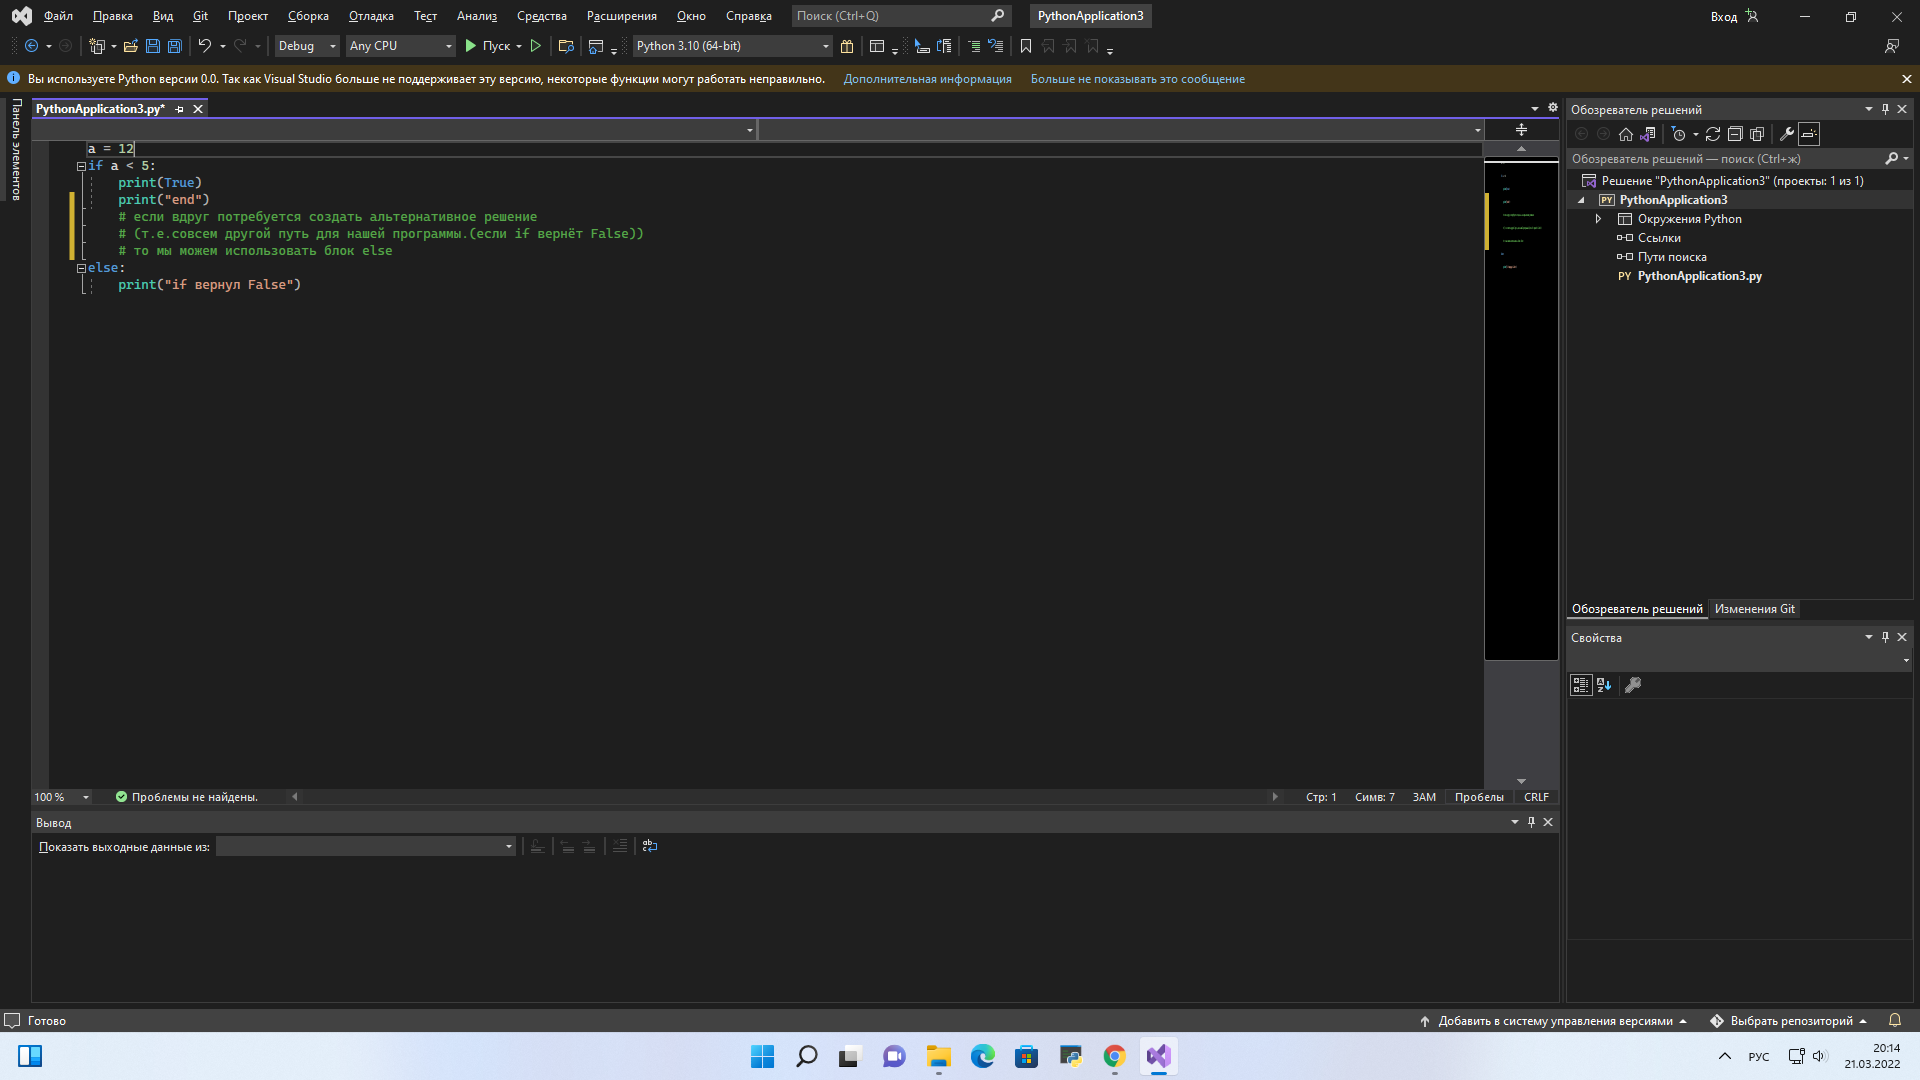 Файл Правка Вид Git Проект Сборка Отладка Тест Анализ Средства Расширения Окно Справка Поиск (Ctrl+Q) PythonApplication3 Вход
Debug Any CPU Пуск Python 3.10 (64-bit)
Вы используете Python версии 0.0. Так как Visual Studio больше не поддерживает эту версию, некоторые функции могут работать неправильно. Дополнительная информация Больше не показывать это сообщение
Панель элементов
PythonApplication3.py*
a = 12
if a < 5:
print(True)
print("end")
# если вдруг потребуется создать альтернативное решение
# (т.е.совсем другой путь для нашей программы.(если if вернёт False))
# то мы можем использовать блок else
else:
print("if вернул False")
100 % Проблемы не найдены. Стр: 1 Симв: 7 ЗАМ Пробелы CRLF
Вывод
Показать выходные данные из:
Обозреватель решений
Обозреватель решений — поиск (Ctrl+ж)
Решение "PythonApplication3" (проекты: 1 из 1)
PY PythonApplication3
Окружения Python
Ссылки
Пути поиска
PY PythonApplication3.py
Обозреватель решений Изменения Git
Свойства
Готово Добавить в систему управления версиями Выбрать репозиторий
РУС 20:14
21.03.2022